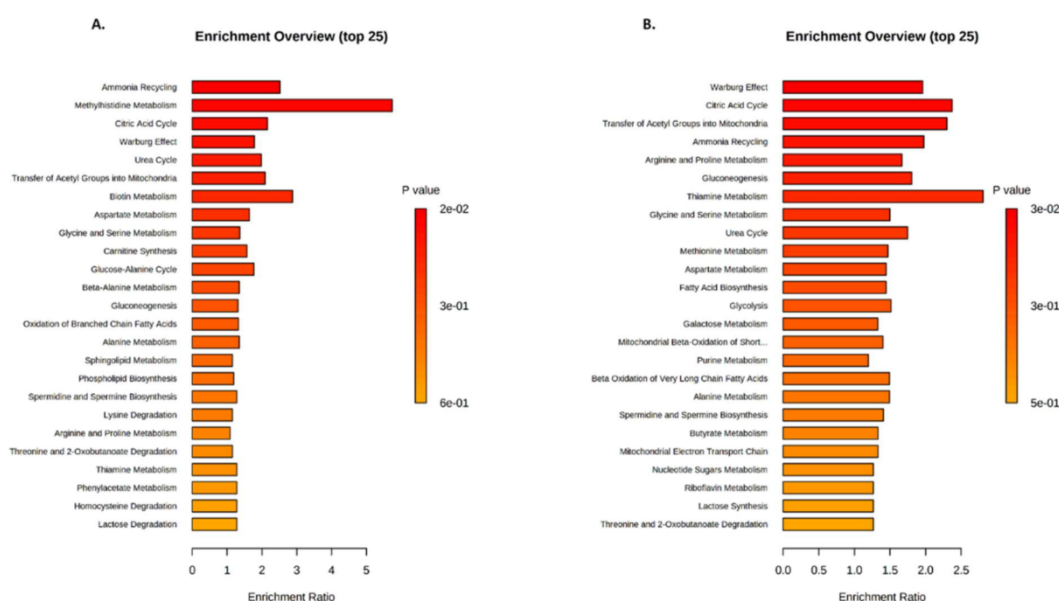 A.
Enrichment Overview (top 25)
Ammonia Recycling
Methylhistidine Metabolism
Citric Acid Cycle
Warburg Effect
Urea Cycle
Transfer of Acetyl Groups into Mitochondria
Biotin Metabolism
Aspartate Metabolism
Glycine and Serine Metabolism
Carnitine Synthesis
Glucose-Alanine Cycle
Beta-Alanine Metabolism
Gluconeogenesis
Oxidation of Branched Chain Fatty Acids
Alanine Metabolism
Sphingolipid Metabolism
Phospholipid Biosynthesis
Spermidine and Spermine Biosynthesis
Lysine Degradation
Arginine and Proline Metabolism
Threonine and 2-Oxobutanoate Degradation
Thiamine Metabolism
Phenylacetate Metabolism
Homocysteine Degradation
Lactose Degradation
0 1 2 3 4 5
Enrichment Ratio
P value
2e-02
3e-01
6e-01
B.
Enrichment Overview (top 25)
Warburg Effect
Citric Acid Cycle
Transfer of Acetyl Groups into Mitochondria
Ammonia Recycling
Arginine and Proline Metabolism
Gluconeogenesis
Thiamine Metabolism
Glycine and Serine Metabolism
Urea Cycle
Methionine Metabolism
Aspartate Metabolism
Fatty Acid Biosynthesis
Glycolysis
Galactose Metabolism
Mitochondrial Beta-Oxidation of Short...
Purine Metabolism
Beta Oxidation of Very Long Chain Fatty Acids
Alanine Metabolism
Spermidine and Spermine Biosynthesis
Butyrate Metabolism
Mitochondrial Electron Transport Chain
Nucleotide Sugars Metabolism
Riboflavin Metabolism
Lactose Synthesis
Threonine and 2-Oxobutanoate Degradation
0.0 0.5 1.0 1.5 2.0 2.5
Enrichment Ratio
P value
3e-02
3e-01
5e-01